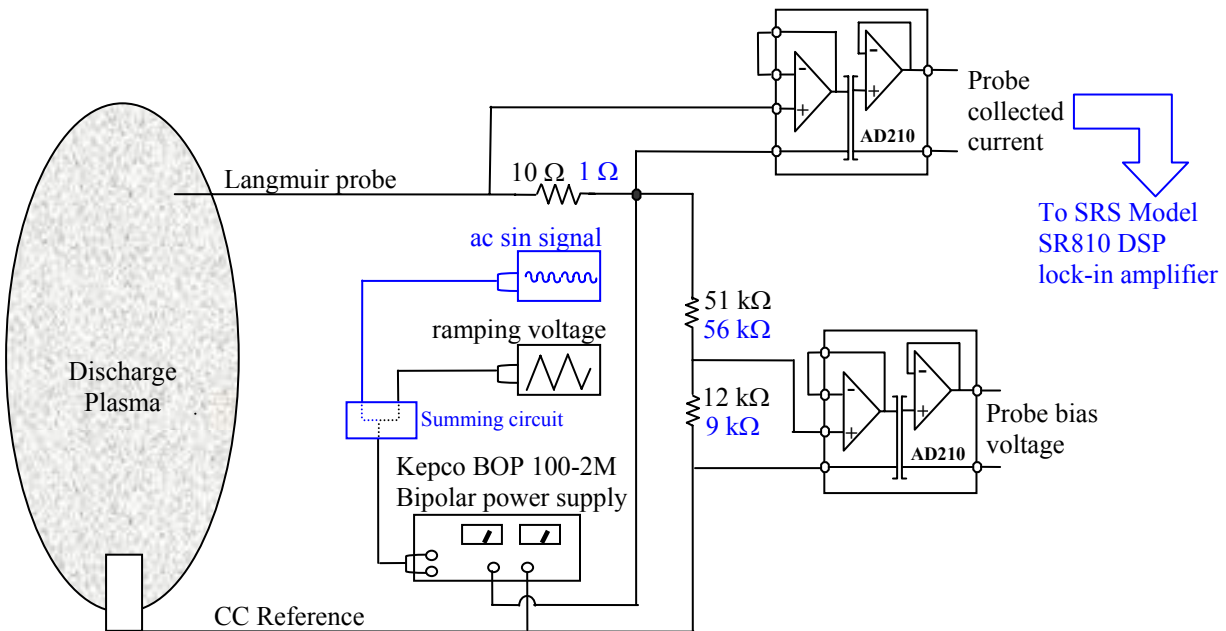 Probe
collected
current
AD210
Langmuir probe
10 Ω 1 Ω
To SRS Model
SR810 DSP
lock-in amplifier
ac sin signal
51 kΩ
56 kΩ
ramping voltage
Discharge
Plasma
12 kΩ
9 kΩ
Summing circuit
Probe bias
voltage
AD210
Kepco BOP 100-2M
Bipolar power supply
CC Reference
-
+
-
+
-
+
-
+